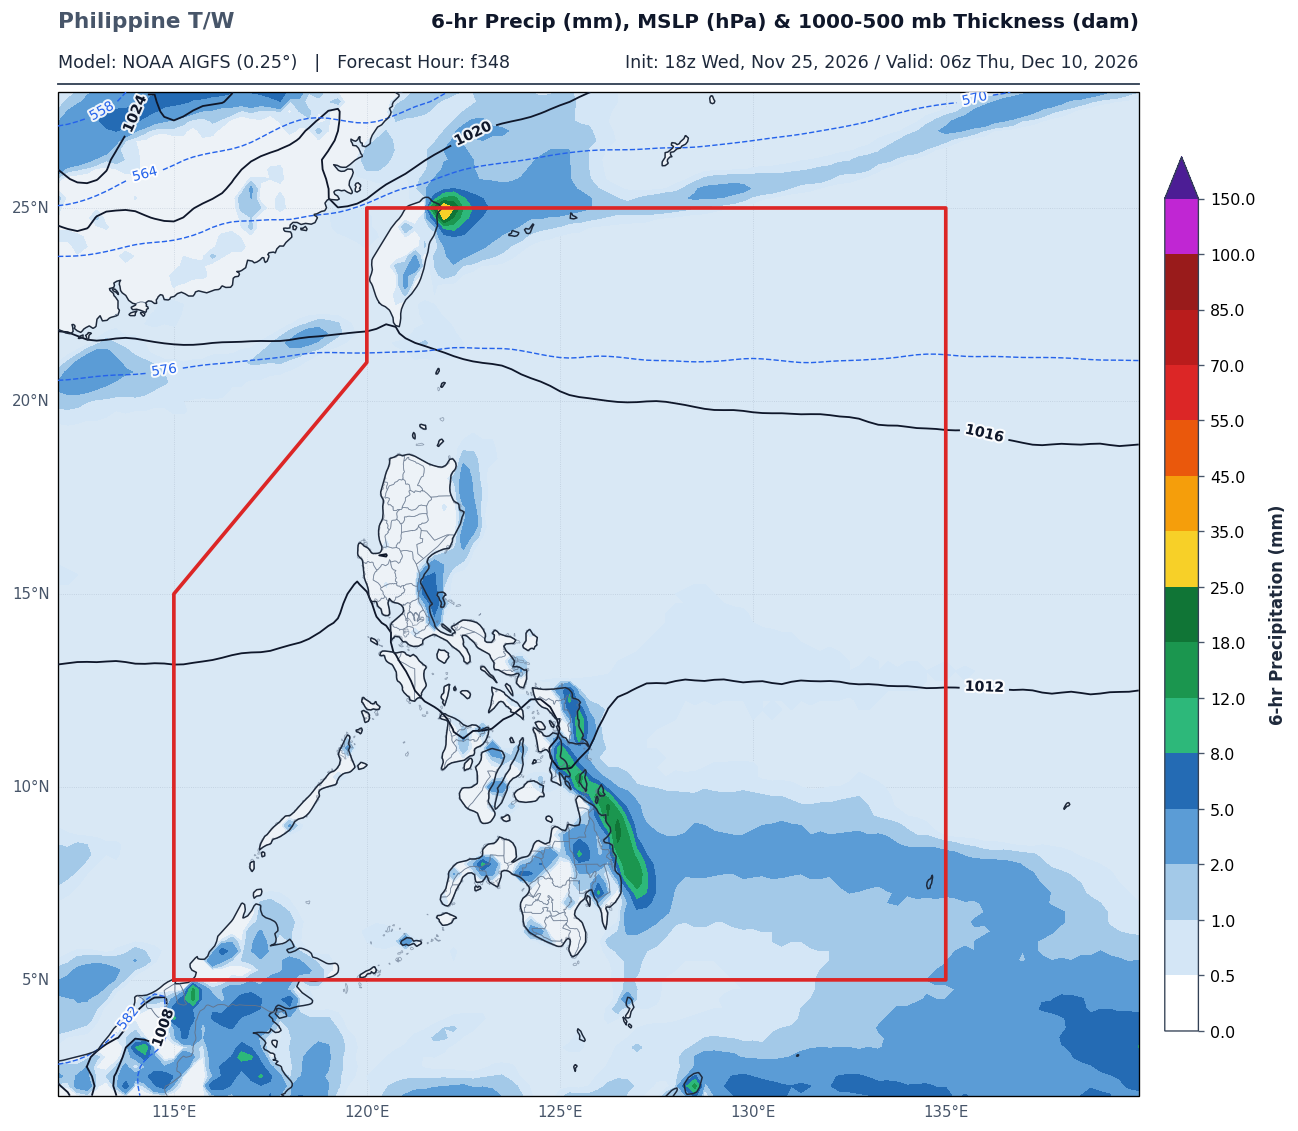 Philippine T/W
6-hr Precip (mm), MSLP (hPa) & 1000-500 mb Thickness (dam)
Model: NOAA AIGFS (0.25°) | Forecast Hour: f348
Init: 18z Wed, Nov 25, 2026 / Valid: 06z Thu, Dec 10, 2026
558
1024
1020
570
564
576
1016
1012
582
1008
25°N
20°N
15°N
10°N
5°N
115°E
120°E
125°E
130°E
135°E
150.0
100.0
85.0
70.0
55.0
45.0
35.0
25.0
18.0
12.0
8.0
5.0
2.0
1.0
0.5
0.0
6-hr Precipitation (mm)